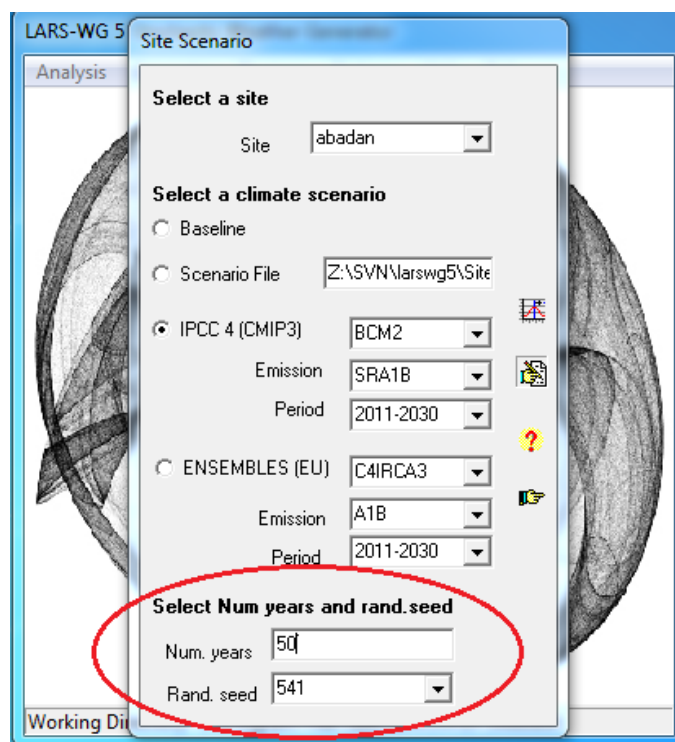 LARS-WG 5
Site Scenario
Analysis
Select a site
Site abadan
Select a climate scenario
Baseline
Scenario File Z:\SVN\larswg5\Site
IPCC 4 (CMIP3) BCM2
Emission SRA1B
Period 2011-2030
?
ENSEMBLES (EU) C4IRCA3
Emission A1B
Period 2011-2030
Select Num years and rand.seed
Num. years 50
Rand. seed 541
Working Di